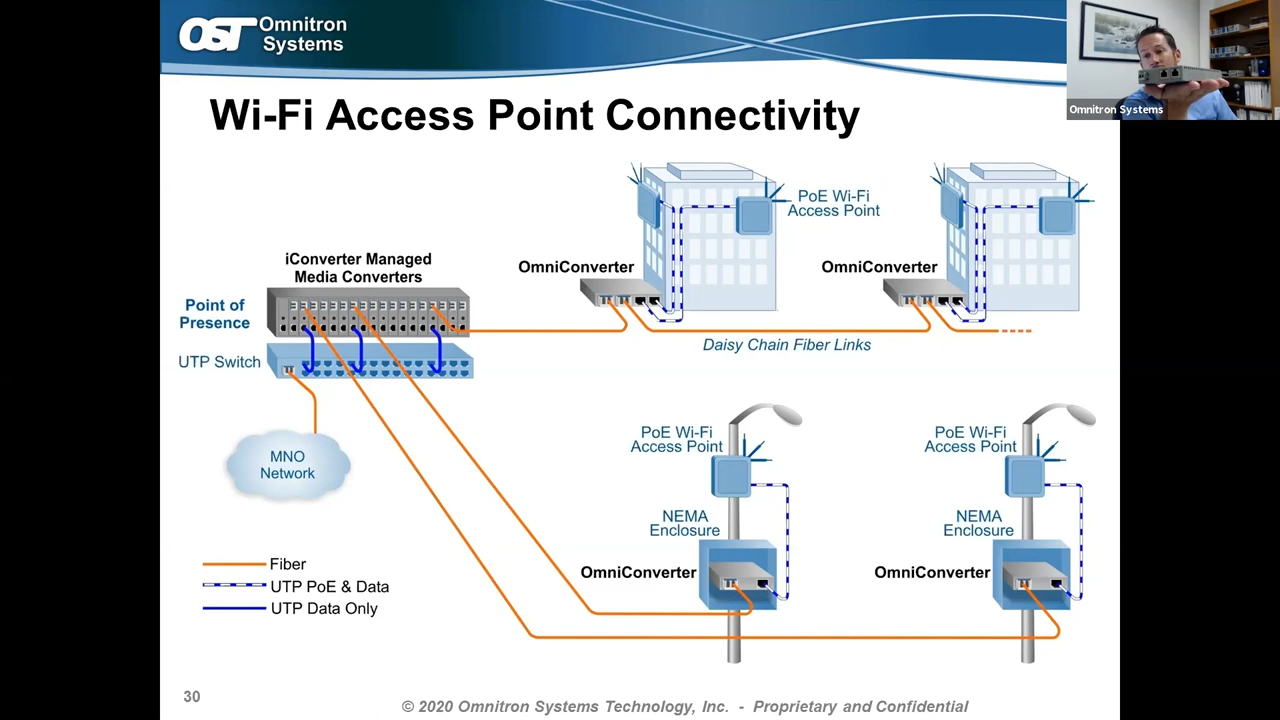 OST Omnitron
Systems
Omnitron Systems
Wi-Fi Access Point Connectivity
PoE Wi-Fi
Access Point
iConverter Managed
Media Converters
OmniConverter
OmniConverter
Point of
Presence
UTP Switch
Daisy Chain Fiber Links
MNO
Network
PoE Wi-Fi
Access Point
PoE Wi-Fi
Access Point
NEMA
Enclosure
NEMA
Enclosure
OmniConverter
OmniConverter
Fiber
UTP PoE & Data
UTP Data Only
30
© 2020 Omnitron Systems Technology, Inc. - Proprietary and Confidential